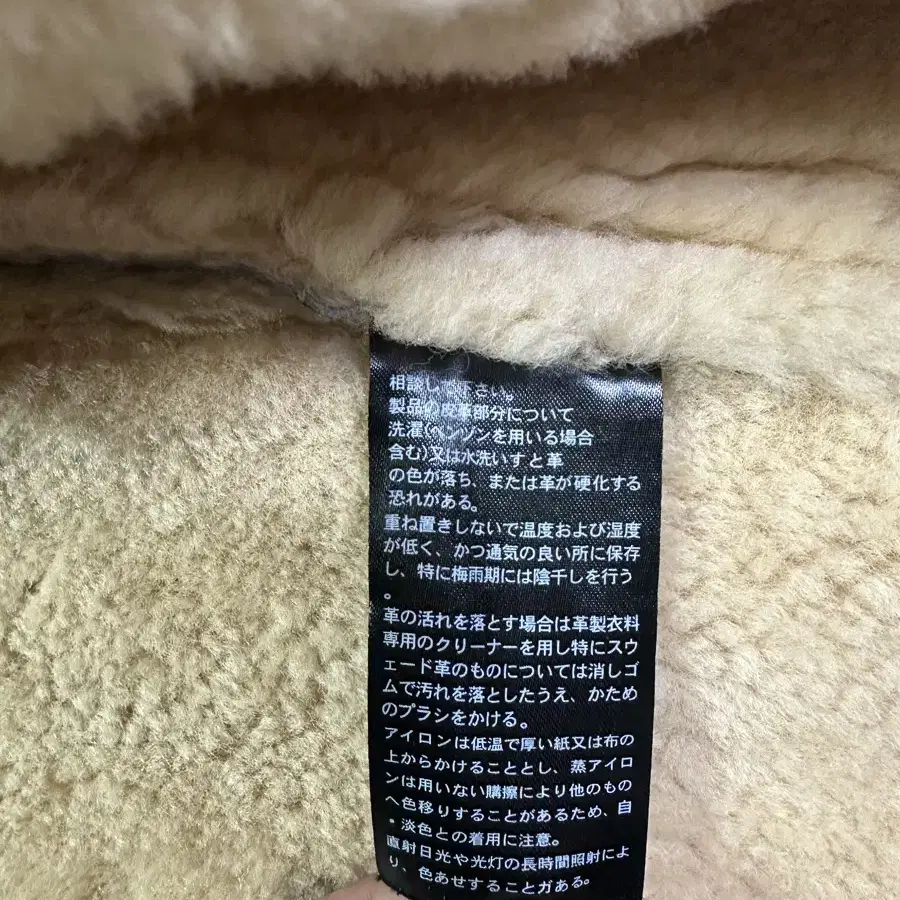 相談して下さい。
製品の皮革部分について
洗濯(ベンゾンを用いる場合
含む)又は水洗いすと革
の色が落ち、または革が硬化する
恐れがある。
重ね置きしないで温度および湿度
が低く、かつ通気の良い所に保存
し、特に梅雨期には陰干しを行う
。
革の活れを落とす場合は革製衣料
専用のクリーナーを用し特にスウ
ェード革のものについては消しゴ
ムで汚れを落としたうえ、かため
のプラシをかける。
アイロンは低温で厚い紙又は布の
上からかけることとし、蒸アイロ
ンは用いない購擦により他のもの
へ色移りすることがあるため、自
・淡色との着用に注意。
直射日光や光灯の長時間照射によ
り、色あせすることガある。